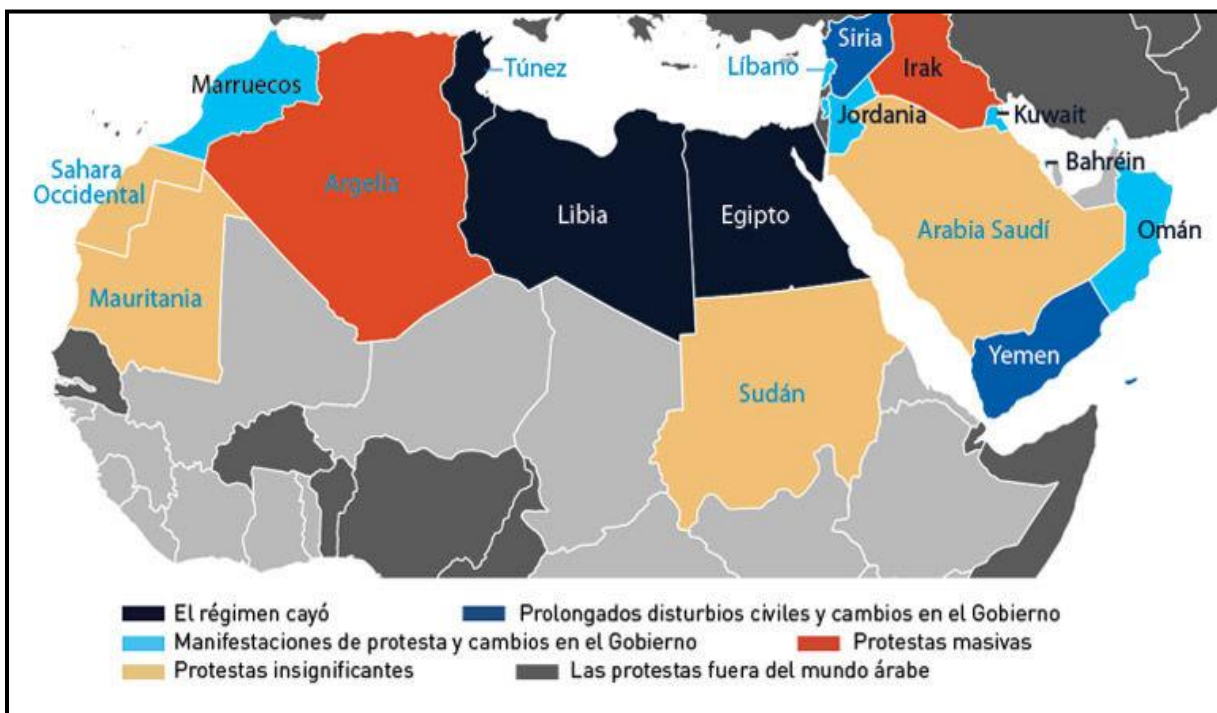 Siria
Túnez
Líbano
Irak
Marruecos
Jordania
Kuwait
Bahréin
Sahara
Occidental
Argelia
Libia
Egipto
Arabia Saudí
Omán
Mauritania
Yemen
Sudán
El régimen cayó
Prolongados disturbios civiles y cambios en el Gobierno
Manifestaciones de protesta y cambios en el Gobierno
Protestas masivas
Protestas insignificantes
Las protestas fuera del mundo árabe